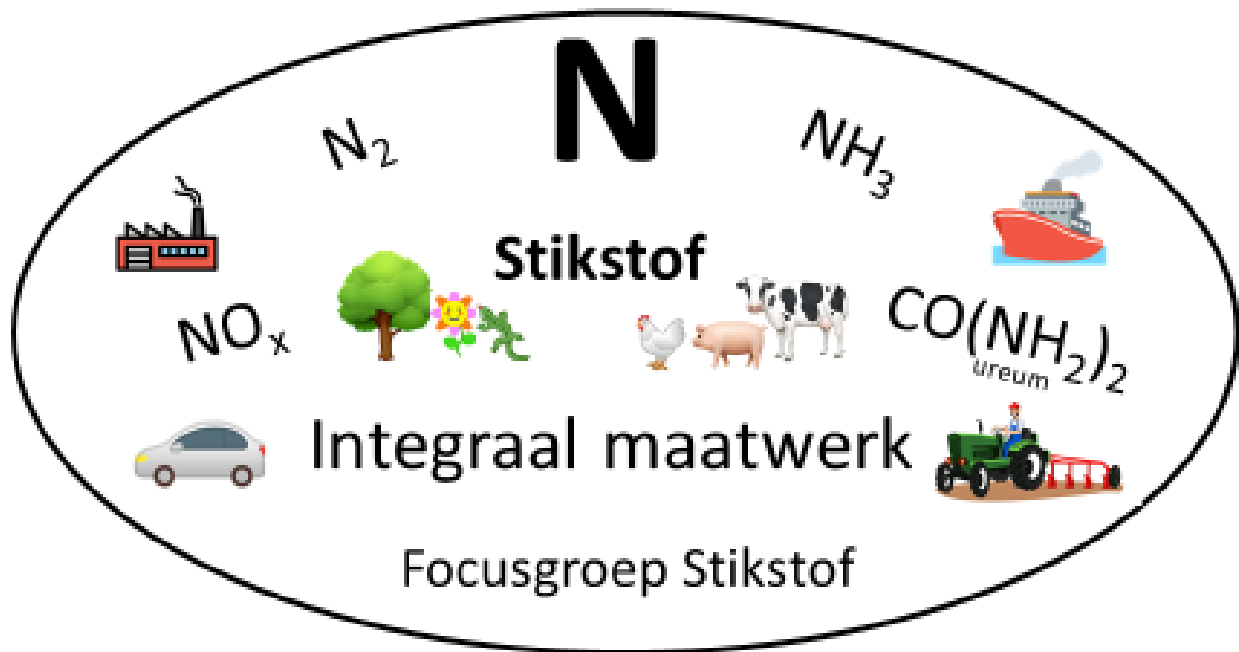 N
N₂
NH₃
Stikstof
NOₓ
CO(NH₂)₂
ureum
Integraal maatwerk
Focusgroep Stikstof